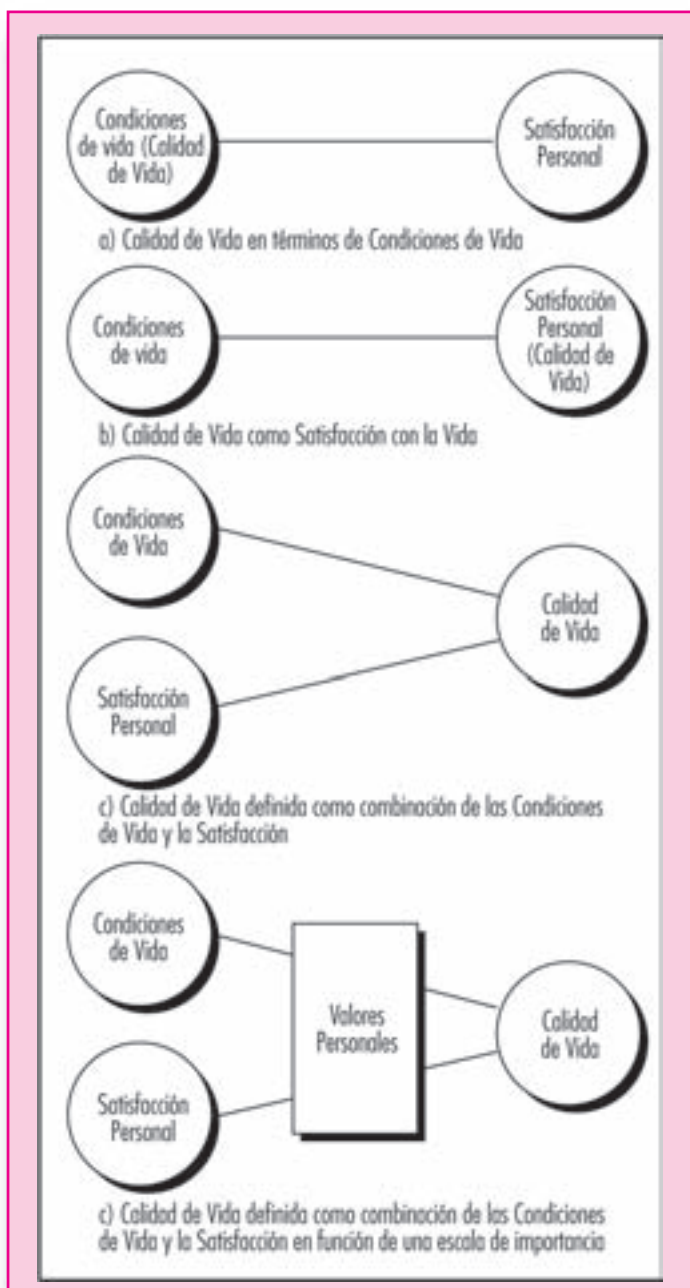 Condiciones
de vida (Calidad
de Vida)
Satisfacción
Personal
a) Calidad de Vida en términos de Condiciones de Vida
Condiciones
de vida
Satisfacción
Personal
(Calidad de
Vida)
b) Calidad de Vida como Satisfacción con la Vida
Condiciones
de Vida
Calidad
de Vida
Satisfacción
Personal
c) Calidad de Vida definida como combinación de las Condiciones
de Vida y la Satisfacción
Condiciones
de Vida
Valores
Personales
Calidad
de Vida
Satisfacción
Personal
c) Calidad de Vida definida como combinación de las Condiciones
de Vida y la Satisfacción en función de una escala de importancia